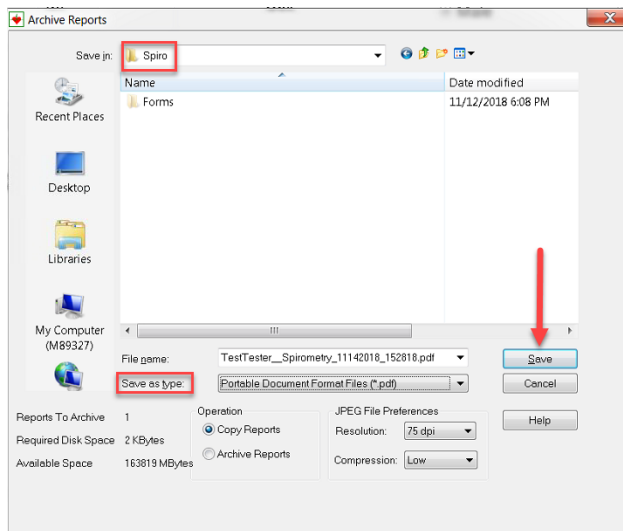 Archive Reports
Save in: Spiro
Name Date modified
Forms 11/12/2018 6:08 PM
Recent Places
Desktop
Libraries
My Computer
(M89327)
File name: TestTester__Spirometry_11142018_152818.pdf Save
Save as type: Portable Document Format Files (*.pdf) Cancel
Reports To Archive 1 Operation JPEG File Preferences Help
Required Disk Space 2 KBytes Copy Reports Resolution: 75 dpi
Available Space 163819 MBytes Archive Reports Compression: Low